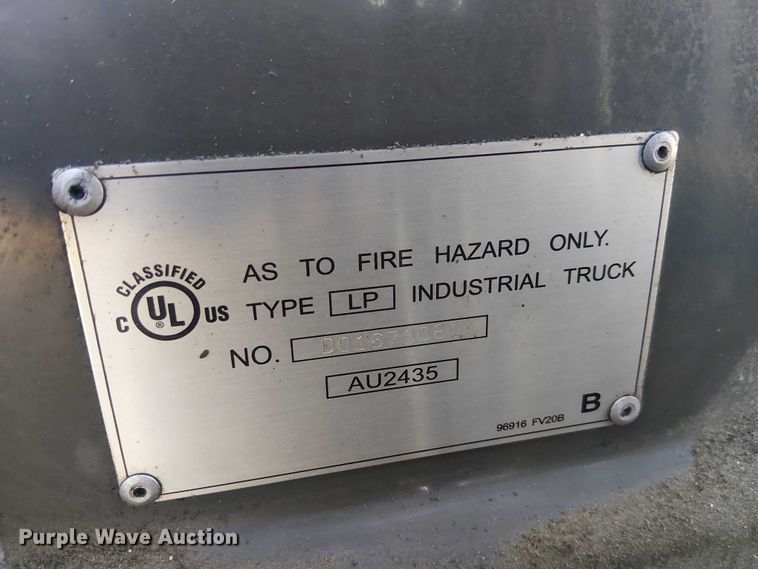 CLASSIFIED
C UL® US
AS TO FIRE HAZARD ONLY.
TYPE LP INDUSTRIAL TRUCK
NO.
AU2435
B
96916 FV20B
Purple Wave Auction